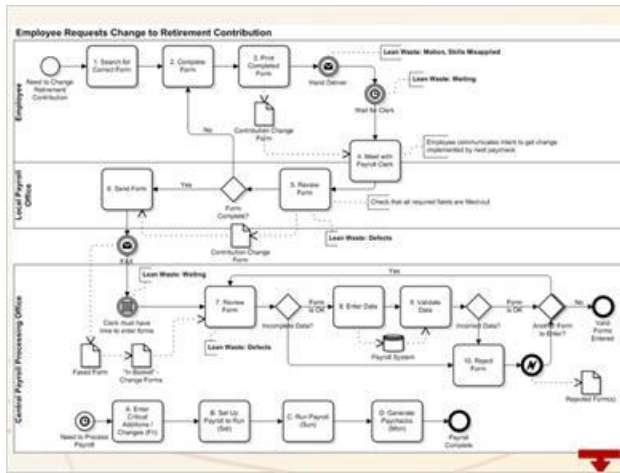 Employee Requests Change to Retirement Contribution
Employee
Need to Change
Retirement
Contribution
1. Search for
Correct Form
2. Complete
Form
3. Print
Completed
Form
Hand Deliver
Lean Waste: Motion, Skills Misapplied
Lean Waste: Waiting
Wait for Clerk
No
Contribution Change
Form
4. Meet with
Payroll Clerk
Employee communicates intent to get change
implemented by next paycheck
Local Payroll
Office
6. Send Form
Yes
Form
Complete?
5. Review
Form
Check that all required fields are filled-out
Lean Waste: Defects
Contribution Change
Form
FAX
Central Payroll Processing Office
Lean Waste: Waiting
Clerk must have
time to enter forms
Yes
7. Review
Form
Lean Waste: Defects
Incomplete Data?
Form
is OK
8. Enter Data
9. Validate
Data
Payroll System
Incorrect Data?
Form
is OK
Another Form
to Enter?
No
Valid
Forms
Entered
10. Reject
Form
Rejected Form(s)
Faxed Form
"In Basket" -
Change Forms
Need to Process
Payroll
A: Enter
Critical
Additions /
Changes (Fri)
B: Set Up
Payroll to Run
(Sat)
C: Run Payroll
(Sun)
D: Generate
Paychecks
(Mon)
Payroll
Complete